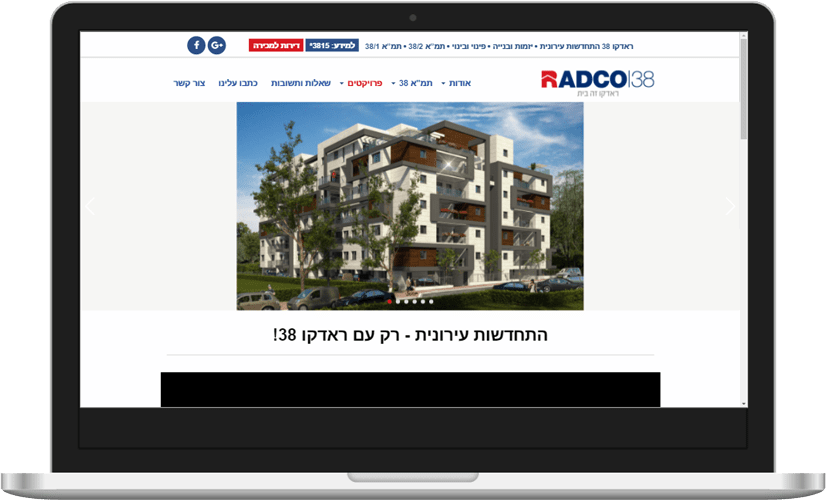 ראדקו 38 התחדשות עירונית • יזמות ובנייה • פינוי ובינוי • תמ"א 38/2 • תמ"א 38/1
למידע: 3815*
דירות למכירה
f G+
RADCO|38
ראדקו זה בית
אודות תמ"א 38 פרויקטים שאלות ותשובות כתבו עלינו צור קשר
התחדשות עירונית - רק עם ראדקו 38!